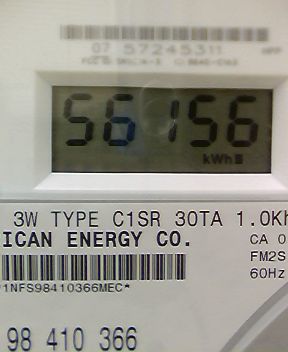 07 57245311
56156
kWh
3W TYPE C1SR 30TA 1.0Kh
ICAN ENERGY CO.
CA 0
FM2S
60Hz
*1NFS98410366MEC*
98 410 366